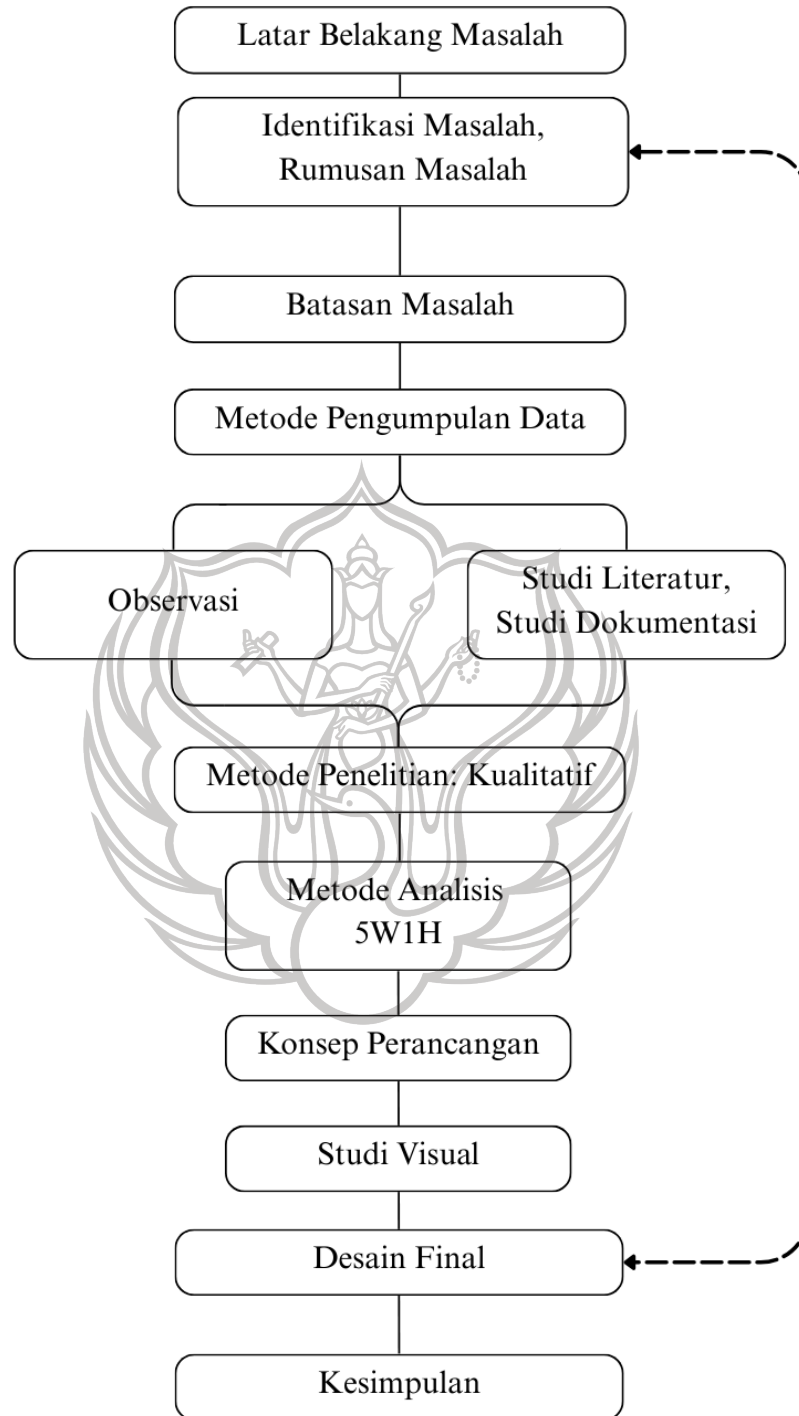 Latar Belakang Masalah
Identifikasi Masalah,
Rumusan Masalah
Batasan Masalah
Metode Pengumpulan Data
Observasi
Studi Literatur,
Studi Dokumentasi
Metode Penelitian: Kualitatif
Metode Analisis
5W1H
Konsep Perancangan
Studi Visual
Desain Final
Kesimpulan